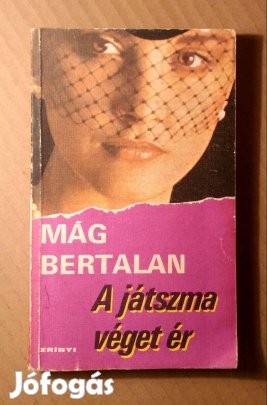 MÁG
BERTALAN
A játszma
véget ér
ZRÍNYI
Jófogás